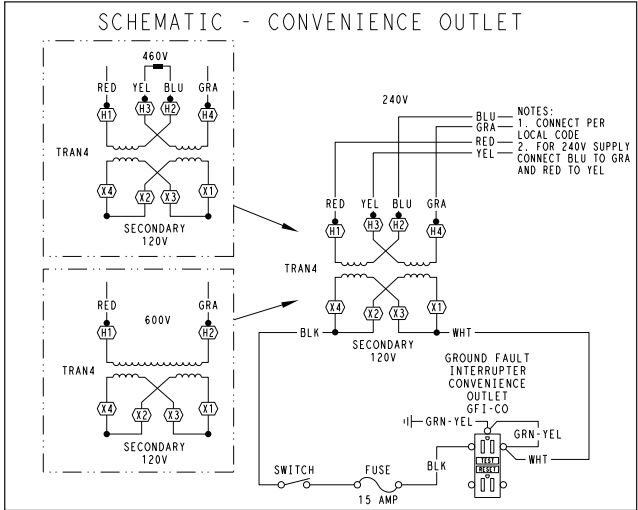 SCHEMATIC - CONVENIENCE OUTLET
460V
RED YEL BLU GRA
H1 H3 H2 H4
TRAN4
X4 X2 X3 X1
SECONDARY
120V
600V
RED GRA
H1 H2
TRAN4
X4 X2 X3 X1
SECONDARY
120V
240V
BLU
GRA
RED
YEL
NOTES:
1. CONNECT PER
LOCAL CODE
2. FOR 240V SUPPLY
CONNECT BLU TO GRA
AND RED TO YEL
RED YEL BLU GRA
H1 H3 H2 H4
TRAN4
X4 X2 X3 X1
BLK
WHT
SECONDARY
120V
GROUND FAULT
INTERRUPTER
CONVENIENCE
OUTLET
GFI-CO
GRN-YEL
GRN-YEL
BLK
WHT
TEST
RESET
SWITCH
FUSE
15 AMP